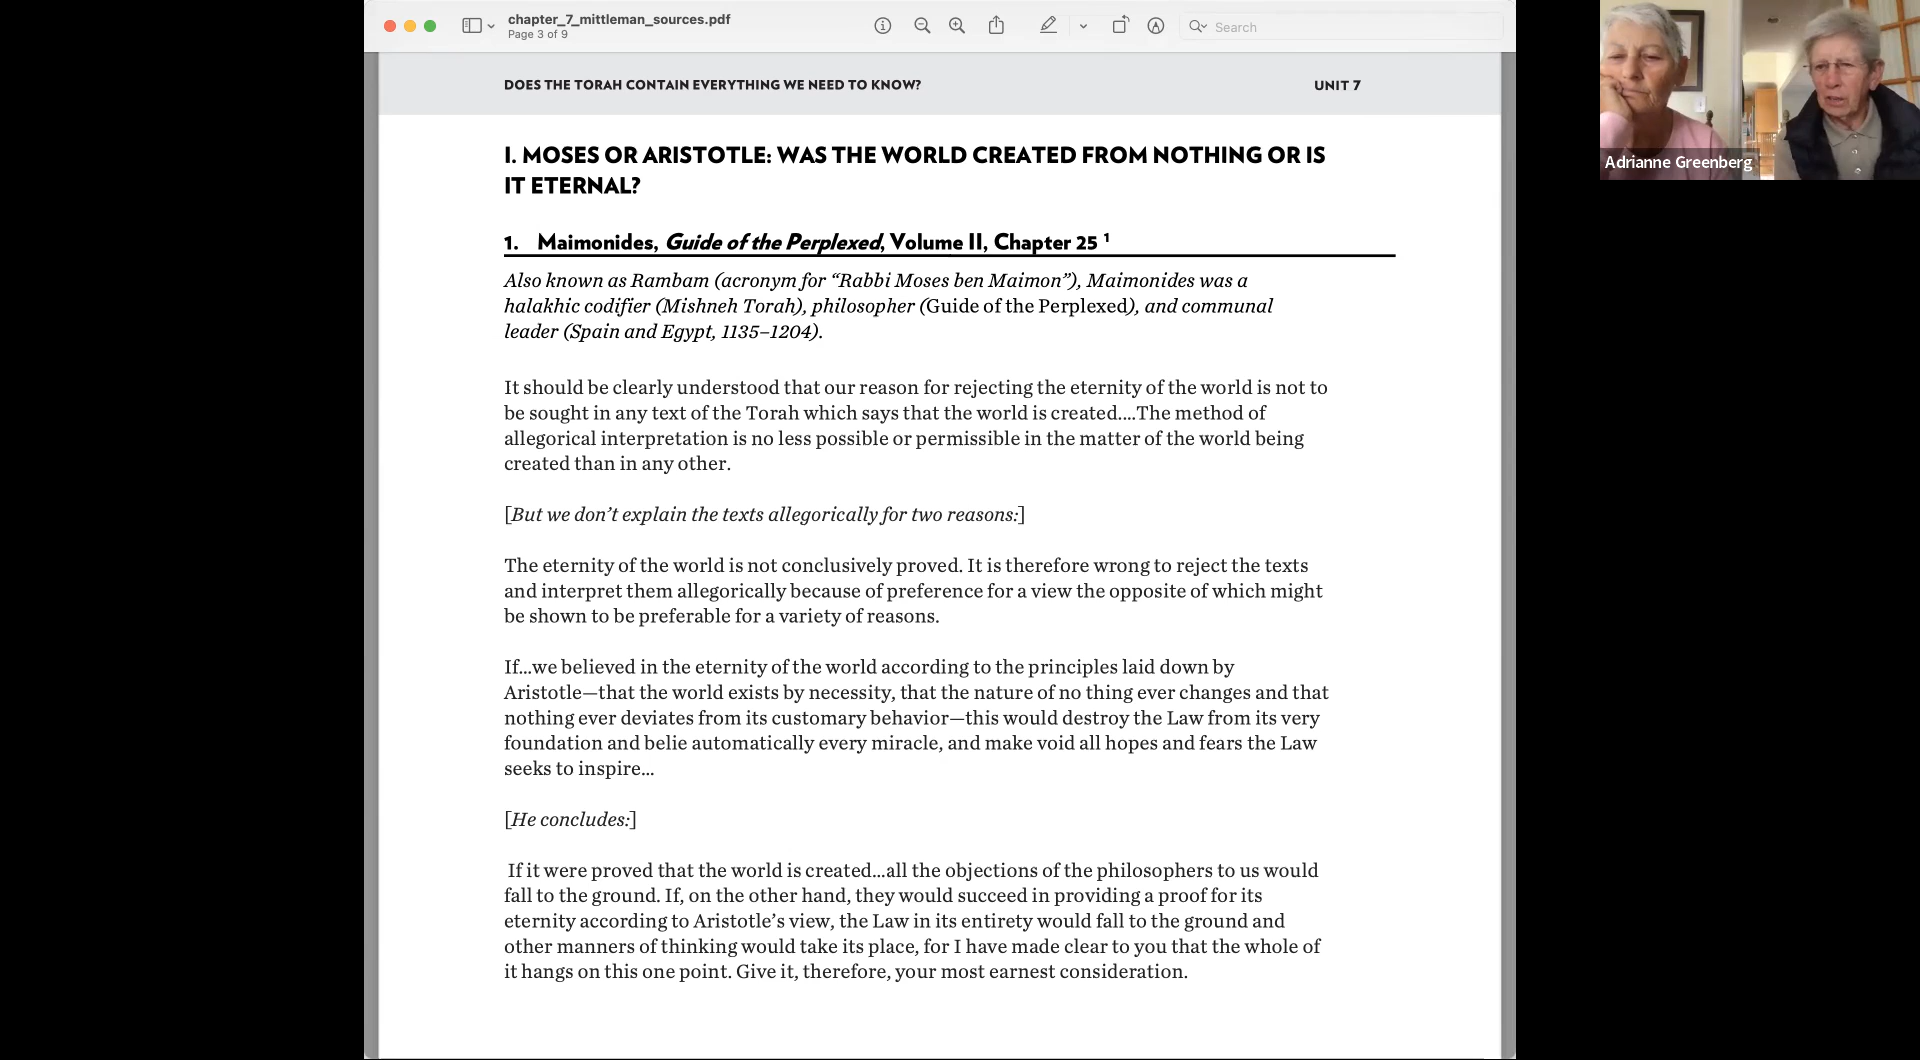 chapter_7_mittleman_sources.pdf
Page 3 of 9
Search
DOES THE TORAH CONTAIN EVERYTHING WE NEED TO KNOW?
UNIT 7
I. MOSES OR ARISTOTLE: WAS THE WORLD CREATED FROM NOTHING OR IS
IT ETERNAL?
1. Maimonides, Guide of the Perplexed, Volume II, Chapter 25 1
Also known as Rambam (acronym for “Rabbi Moses ben Maimon”), Maimonides was a
halakhic codifier (Mishneh Torah), philosopher (Guide of the Perplexed), and communal
leader (Spain and Egypt, 1135–1204).
It should be clearly understood that our reason for rejecting the eternity of the world is not to
be sought in any text of the Torah which says that the world is created....The method of
allegorical interpretation is no less possible or permissible in the matter of the world being
created than in any other.
[But we don’t explain the texts allegorically for two reasons:]
The eternity of the world is not conclusively proved. It is therefore wrong to reject the texts
and interpret them allegorically because of preference for a view the opposite of which might
be shown to be preferable for a variety of reasons.
If...we believed in the eternity of the world according to the principles laid down by
Aristotle—that the world exists by necessity, that the nature of no thing ever changes and that
nothing ever deviates from its customary behavior—this would destroy the Law from its very
foundation and belie automatically every miracle, and make void all hopes and fears the Law
seeks to inspire...
[He concludes:]
If it were proved that the world is created...all the objections of the philosophers to us would
fall to the ground. If, on the other hand, they would succeed in providing a proof for its
eternity according to Aristotle’s view, the Law in its entirety would fall to the ground and
other manners of thinking would take its place, for I have made clear to you that the whole of
it hangs on this one point. Give it, therefore, your most earnest consideration.
Adrianne Greenberg